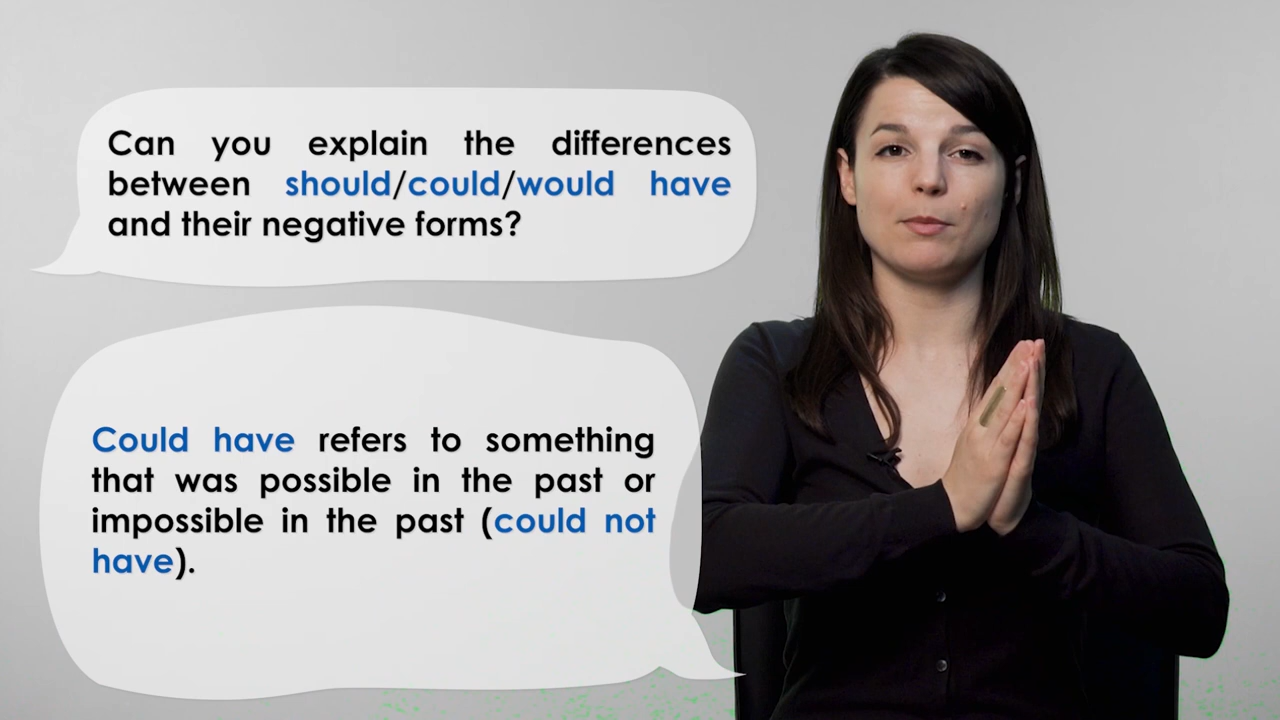 Can you explain the differences
between should/could/would have
and their negative forms?
Could have refers to something
that was possible in the past or
impossible in the past (could not
have).